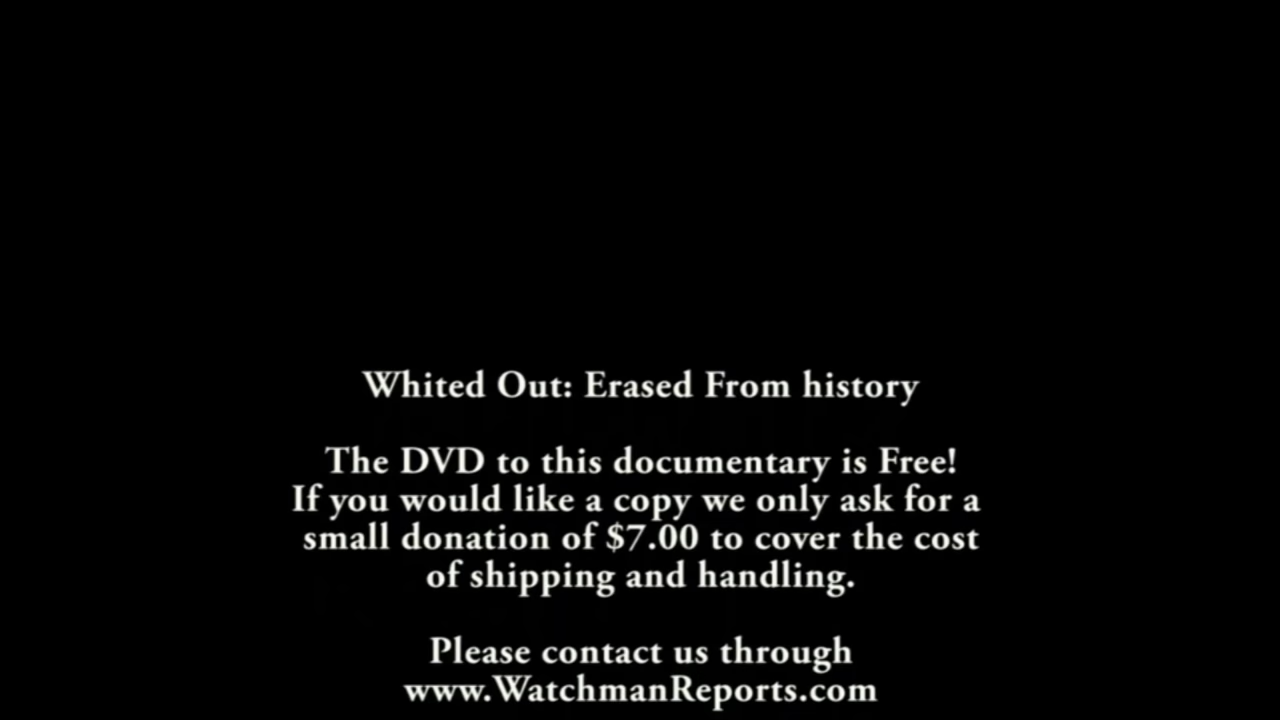 Whited Out: Erased From history
The DVD to this documentary is Free!
If you would like a copy we only ask for a
small donation of $7.00 to cover the cost
of shipping and handling.
Please contact us through
www.WatchmanReports.com